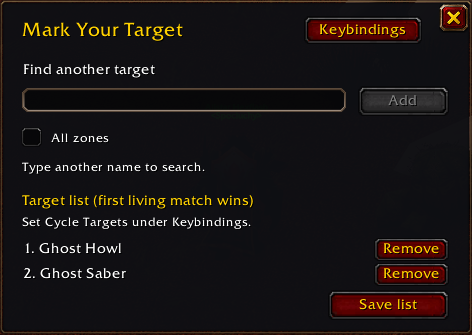 Mark Your Target
Keybindings
Find another target
Add
All zones
Type another name to search.
Target list (first living match wins)
Set Cycle Targets under Keybindings.
1. Ghost Howl
Remove
2. Ghost Saber
Remove
Save list